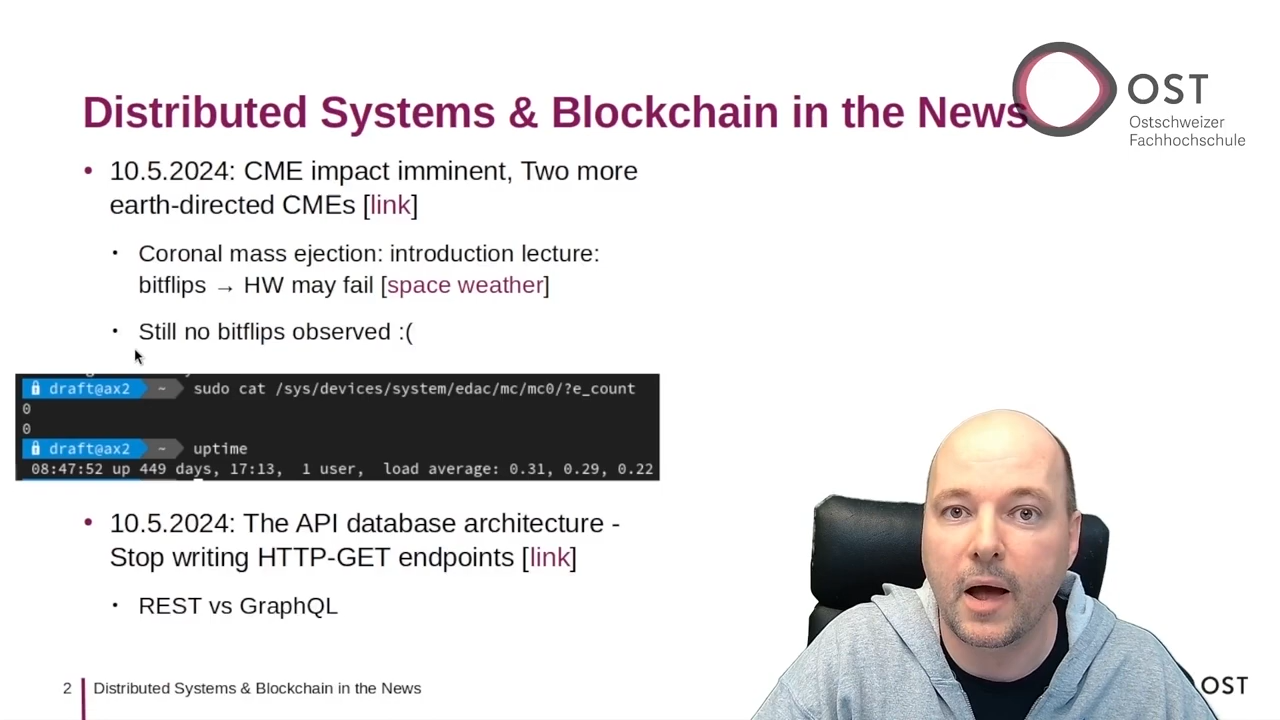 Distributed Systems & Blockchain in the News
OST
Ostschweizer
Fachhochschule
• 10.5.2024: CME impact imminent, Two more
earth-directed CMEs [link]
• Coronal mass ejection: introduction lecture:
bitflips → HW may fail [space weather]
• Still no bitflips observed :(
draft@ax2 ~ sudo cat /sys/devices/system/edac/mc/mc0/?e_count
0
0
draft@ax2 ~ uptime
08:47:52 up 449 days, 17:13, 1 user, load average: 0.31, 0.29, 0.22
• 10.5.2024: The API database architecture -
Stop writing HTTP-GET endpoints [link]
• REST vs GraphQL
2 Distributed Systems & Blockchain in the News
OST